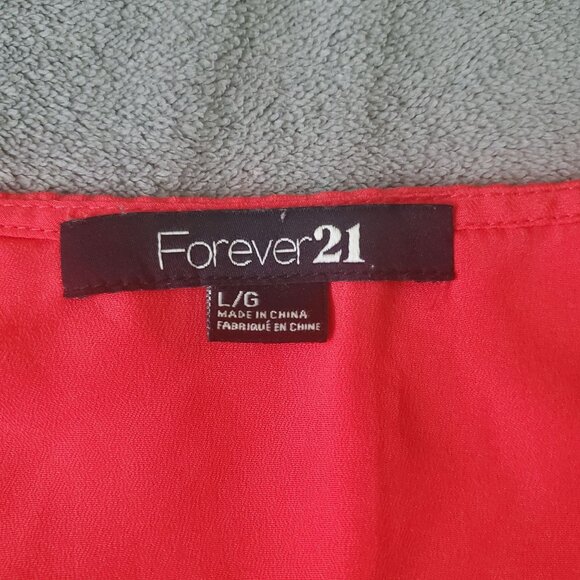 Forever21
L/G
MADE IN CHINA
FABRIQUÉ EN CHINE